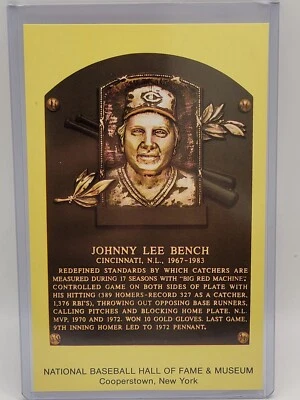 C
JOHNNY LEE BENCH
CINCINNATI, N.L., 1967-1983
REDEFINED STANDARDS BY WHICH CATCHERS ARE
MEASURED DURING 17 SEASONS WITH "BIG RED MACHINE."
CONTROLLED GAME ON BOTH SIDES OF PLATE WITH
HIS HITTING (389 HOMERS-RECORD 327 AS A CATCHER,
1,376 RBI'S), THROWING OUT OPPOSING BASE RUNNERS,
CALLING PITCHES AND BLOCKING HOME PLATE. N.L.
MVP, 1970 AND 1972. WON 10 GOLD GLOVES. LAST GAME,
9TH INNING HOMER LED TO 1972 PENNANT.
NATIONAL BASEBALL HALL OF FAME & MUSEUM
Cooperstown, New York